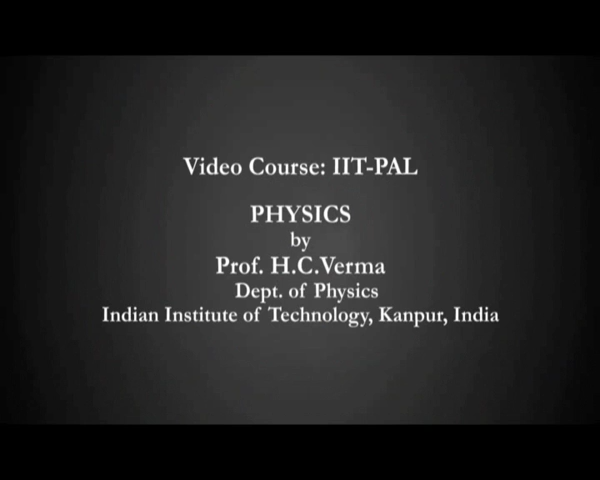 Video Course: IIT-PAL
PHYSICS
by
Prof. H.C.Verma
Dept. of Physics
Indian Institute of Technology, Kanpur, India